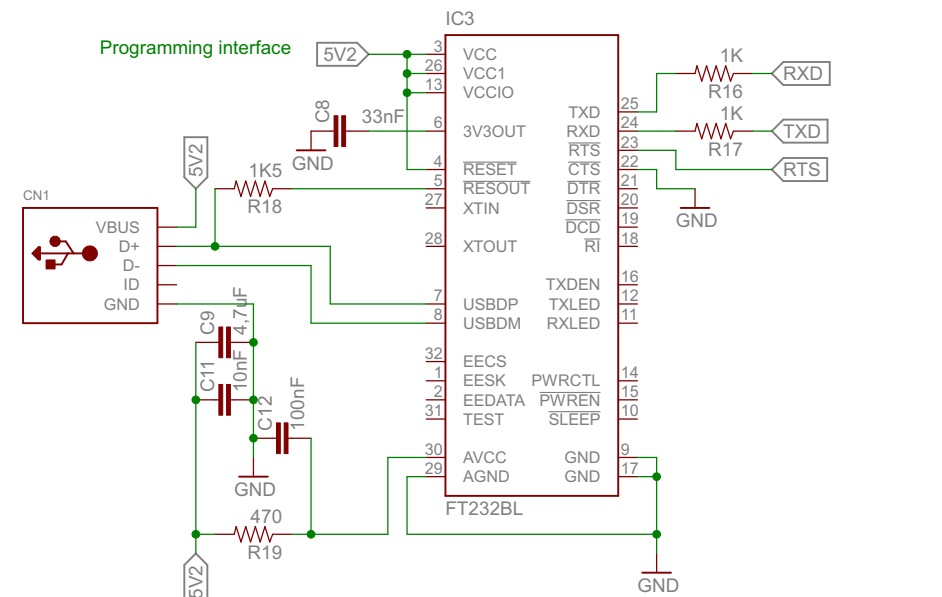 IC3
Programming interface
5V2
3
VCC
26
VCC1
13
VCCIO
C8
33nF
6
3V3OUT
GND
4
RESET
5V2
1K5
R18
5
RESOUT
27
XTIN
28
XTOUT
CN1
VBUS
D+
D-
ID
GND
7
USBDP
8
USBDM
32
EECS
1
EESK
2
EEDATA
31
TEST
30
AVCC
29
AGND
TXD
25
RXD
24
RTS
23
CTS
22
DTR
21
DSR
20
DCD
19
RI
18
TXDEN
16
TXLED
12
RXLED
11
PWRCTL
14
PWREN
15
SLEEP
10
GND
9
GND
17
1K
R16
RXD
1K
R17
TXD
RTS
GND
C9
4,7uF
C11
10nF
C12
100nF
GND
470
R19
5V2
FT232BL
GND